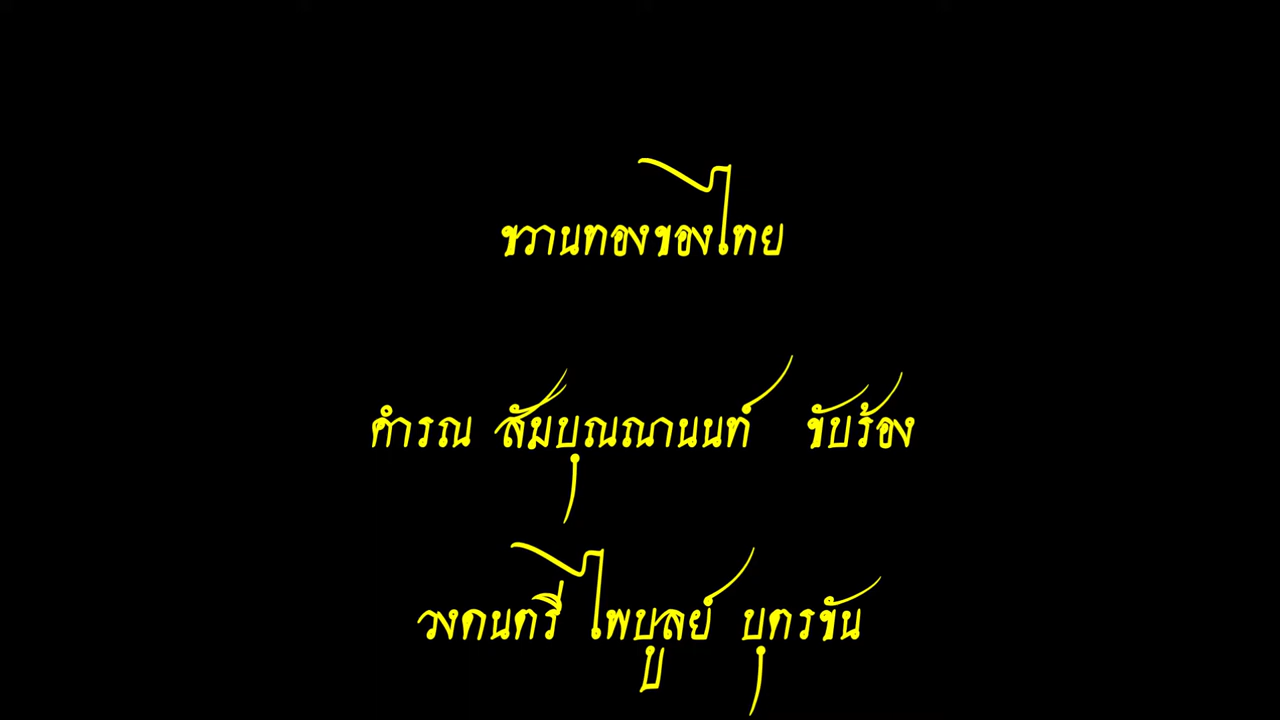 ขวานทองของไทย
คำรณ สัมบุณณานนท์ ขับร้อง
วงดนตรี ไพบูลย์ บุตรขัน